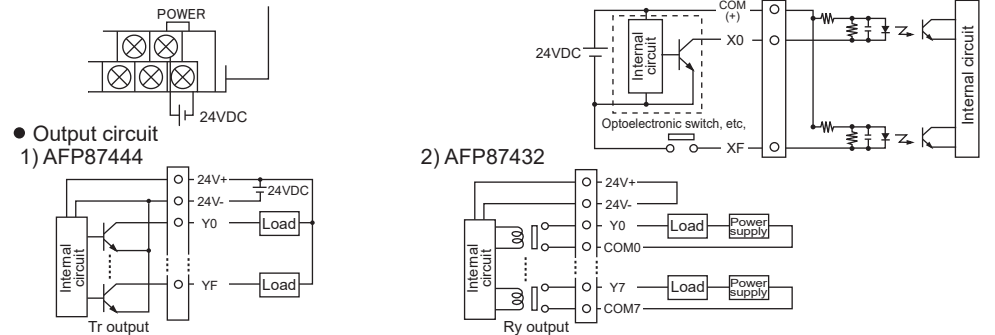 POWER
24VDC
COM
(+)
X0
24VDC
Internal
circuit
Optoelectronic switch, etc,
XF
Internal circuit
● Output circuit
1) AFP87444
24V+
24VDC
24V-
Y0
Load
Internal
circuit
YF
Load
Tr output
2) AFP87432
24V+
24V-
Y0
Load
Power
supply
COM0
Internal
circuit
Y7
Load
Power
supply
COM7
Ry output